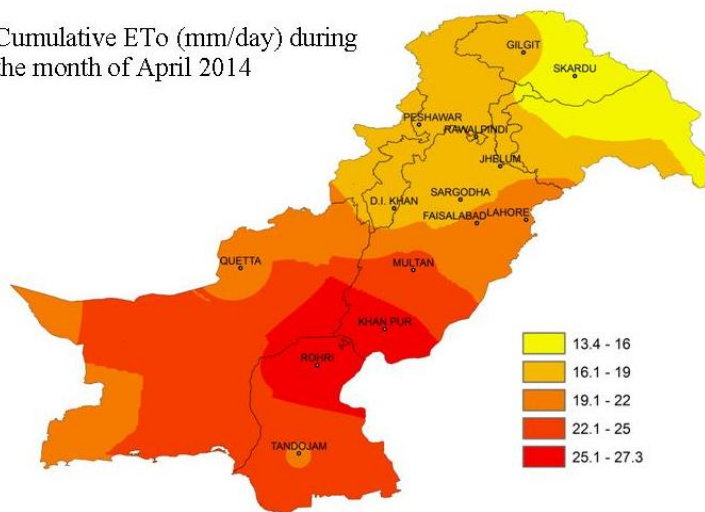 Cumulative ETo (mm/day) during
the month of April 2014
GILGIT
SKARDU
PESHAWAR
RAWALPINDI
JHELUM
SARGODHA
D.I. KHAN
FAISALABAD
LAHORE
QUETTA
MULTAN
KHAN PUR
ROHRI
TANDOJAM
13.4 - 16
16.1 - 19
19.1 - 22
22.1 - 25
25.1 - 27.3